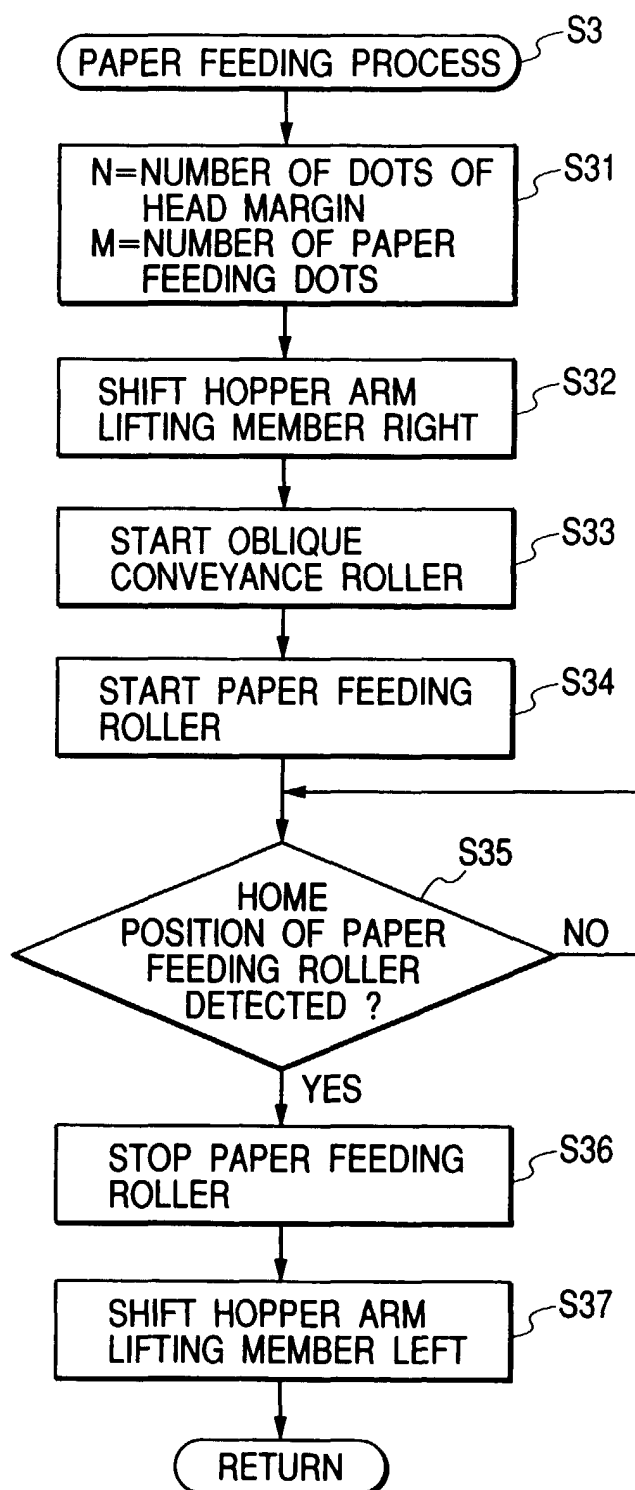 PAPER FEEDING PROCESS
S3
N=NUMBER OF DOTS OF
HEAD MARGIN
M=NUMBER OF PAPER
FEEDING DOTS
S31
SHIFT HOPPER ARM
LIFTING MEMBER RIGHT
S32
START OBLIQUE
CONVEYANCE ROLLER
S33
START PAPER FEEDING
ROLLER
S34
S35
HOME
POSITION OF PAPER
FEEDING ROLLER
DETECTED ?
NO
YES
STOP PAPER FEEDING
ROLLER
S36
SHIFT HOPPER ARM
LIFTING MEMBER LEFT
S37
RETURN